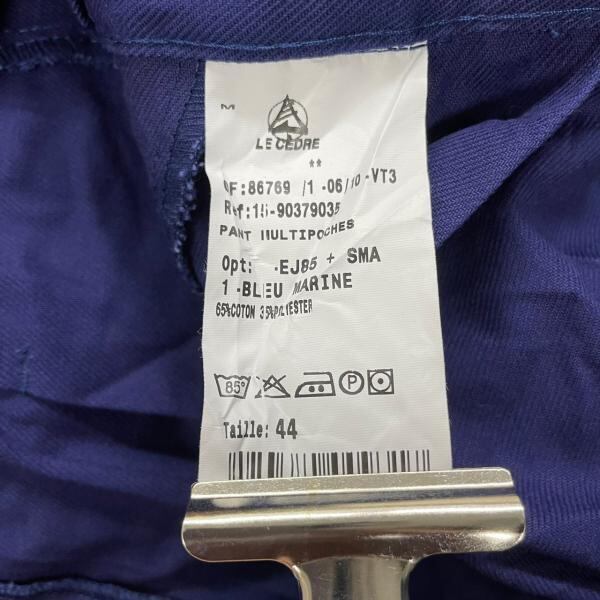 M
LE CEDRE
**
OF:86769 /1 -06/10 -VT3
Ref:15-90379035
PANT MULTIPOCHES
Opt: -EJ85 + SMA
1 -BLEU MARINE
65%COTON 35%POLYESTER
85°
P
Taille: 44